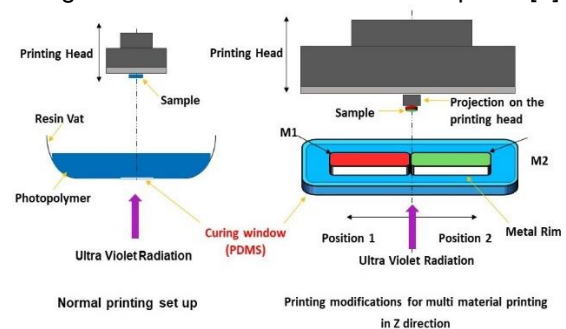 Printing Head
Sample
Resin Vat
Photopolymer
Curing window
(PDMS)
Ultra Violet Radiation
Normal printing set up
Printing Head
Projection on the
printing head
Sample
M1
M2
Metal Rim
Position 1
Position 2
Ultra Violet Radiation
Printing modifications for multi material printing
in Z direction